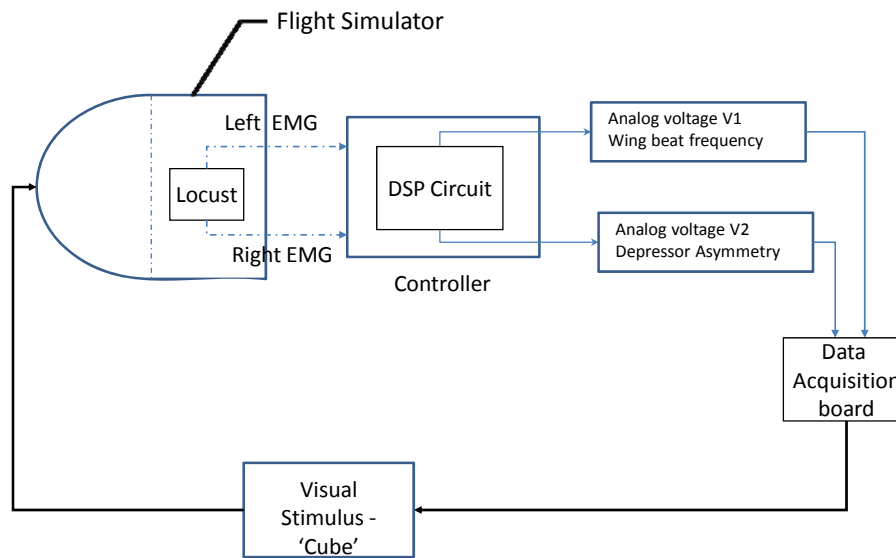 Flight Simulator
Left EMG
Locust
Right EMG
DSP Circuit
Controller
Analog voltage V1
Wing beat frequency
Analog voltage V2
Depressor Asymmetry
Data
Acquisition
board
Visual
Stimulus -
‘Cube’